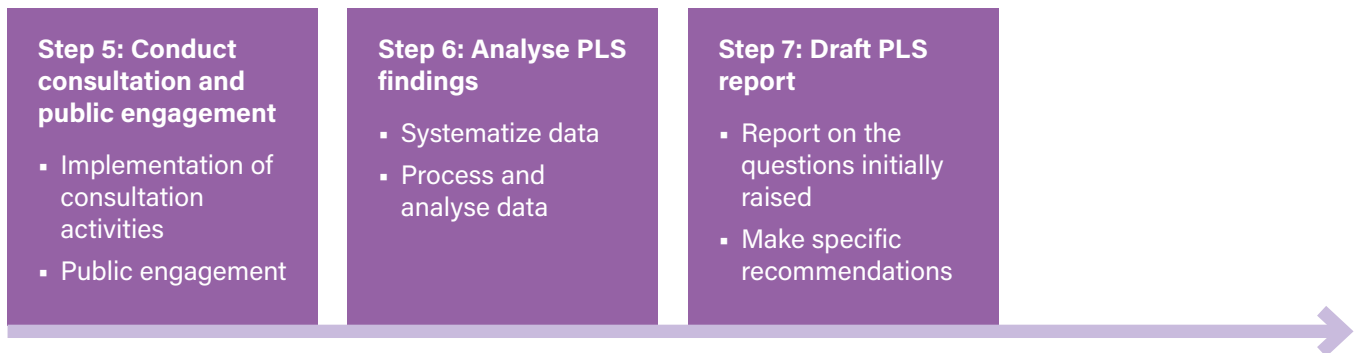 Step 5: Conduct
consultation and
public engagement
▪ Implementation of
consultation
activities
▪ Public engagement
Step 6: Analyse PLS
findings
▪ Systematize data
▪ Process and
analyse data
Step 7: Draft PLS
report
▪ Report on the
questions initially
raised
▪ Make specific
recommendations